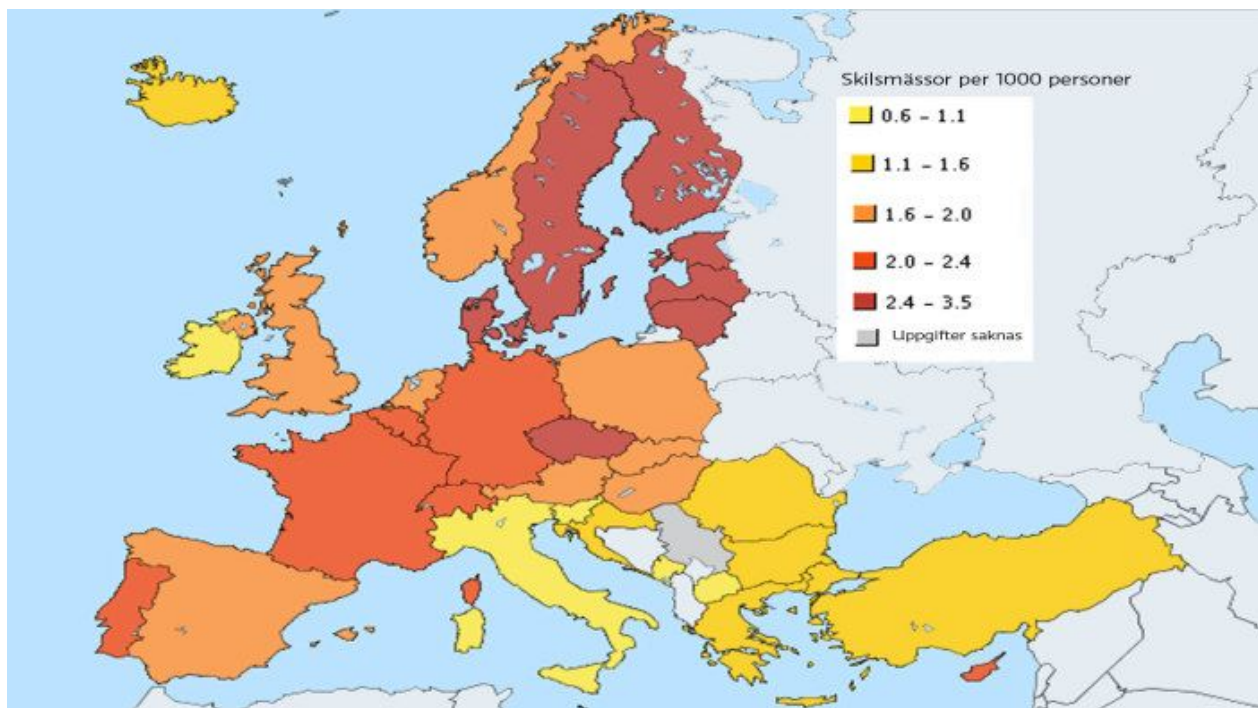 Skilsmässor per 1000 personer
0.6 – 1.1
1.1 – 1.6
1.6 – 2.0
2.0 – 2.4
2.4 – 3.5
Uppgifter saknas